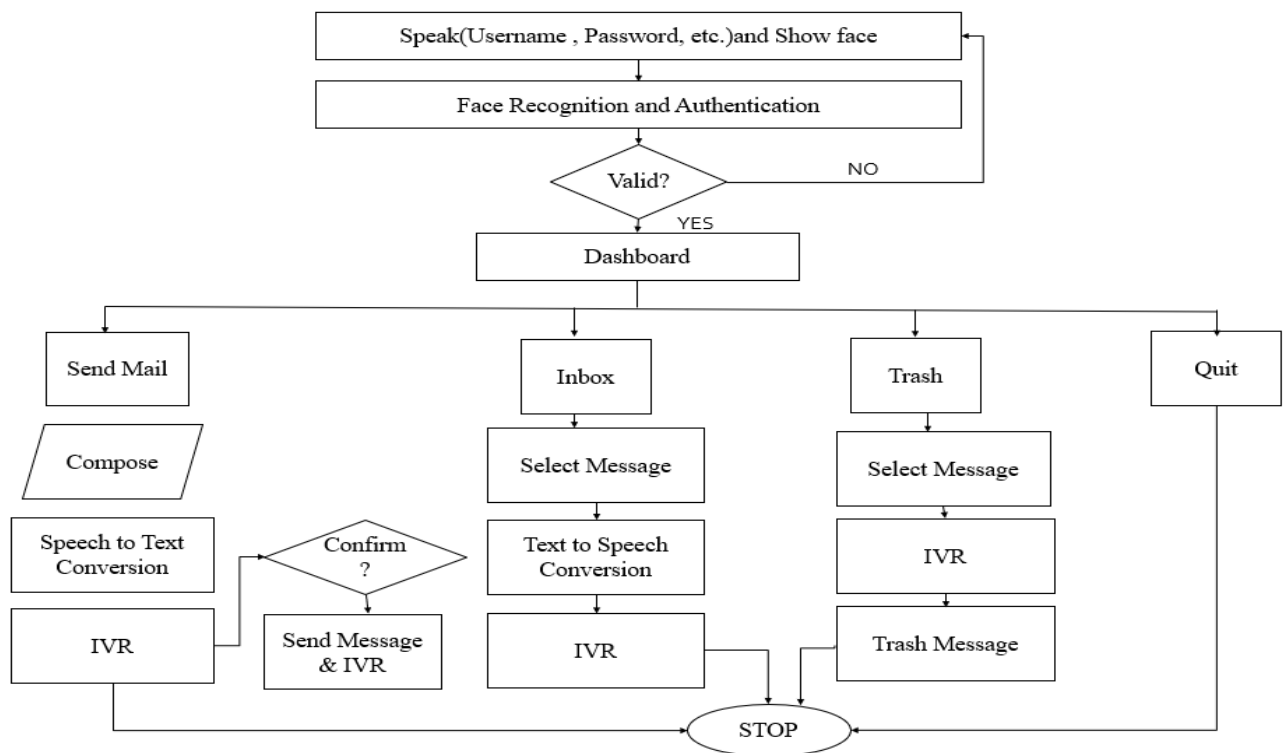 Speak(Username , Password, etc.)and Show face
Face Recognition and Authentication
Valid?
NO
YES
Dashboard
Send Mail
Inbox
Trash
Quit
Compose
Select Message
Select Message
Speech to Text
Conversion
Confirm
?
Text to Speech
Conversion
IVR
IVR
Send Message
& IVR
IVR
Trash Message
STOP